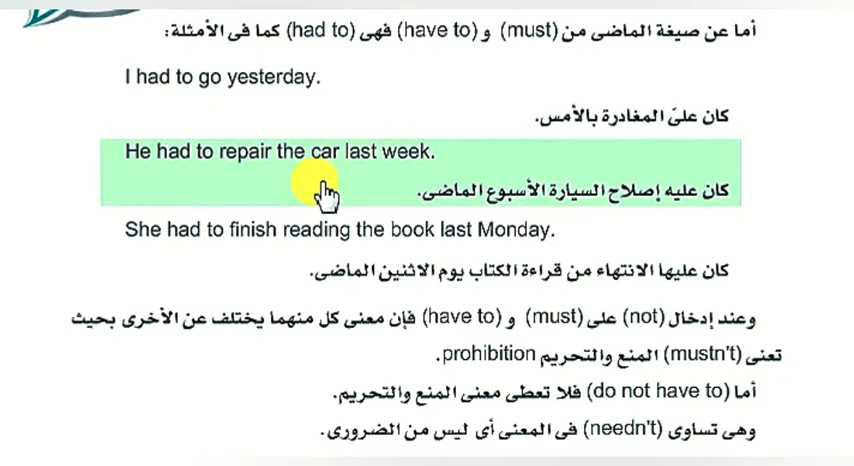 أما عن صيغة الماضى من (must) و (have to) فهى (had to) كما فى الأمثلة:
I had to go yesterday.
كان علىّ المغادرة بالأمس.
He had to repair the car last week.
كان عليه إصلاح السيارة الأسبوع الماضى.
She had to finish reading the book last Monday.
كان عليها الانتهاء من قراءة الكتاب يوم الاثنين الماضى.
وعند إدخال (not) على (must) و (have to) فإن معنى كل منهما يختلف عن الأخرى بحيث
تعنى (mustn't) المنع والتحريم prohibition.
أما (do not have to) فلا تعطى معنى المنع والتحريم.
وهى تساوى (needn't) فى المعنى أى ليس من الضرورى.